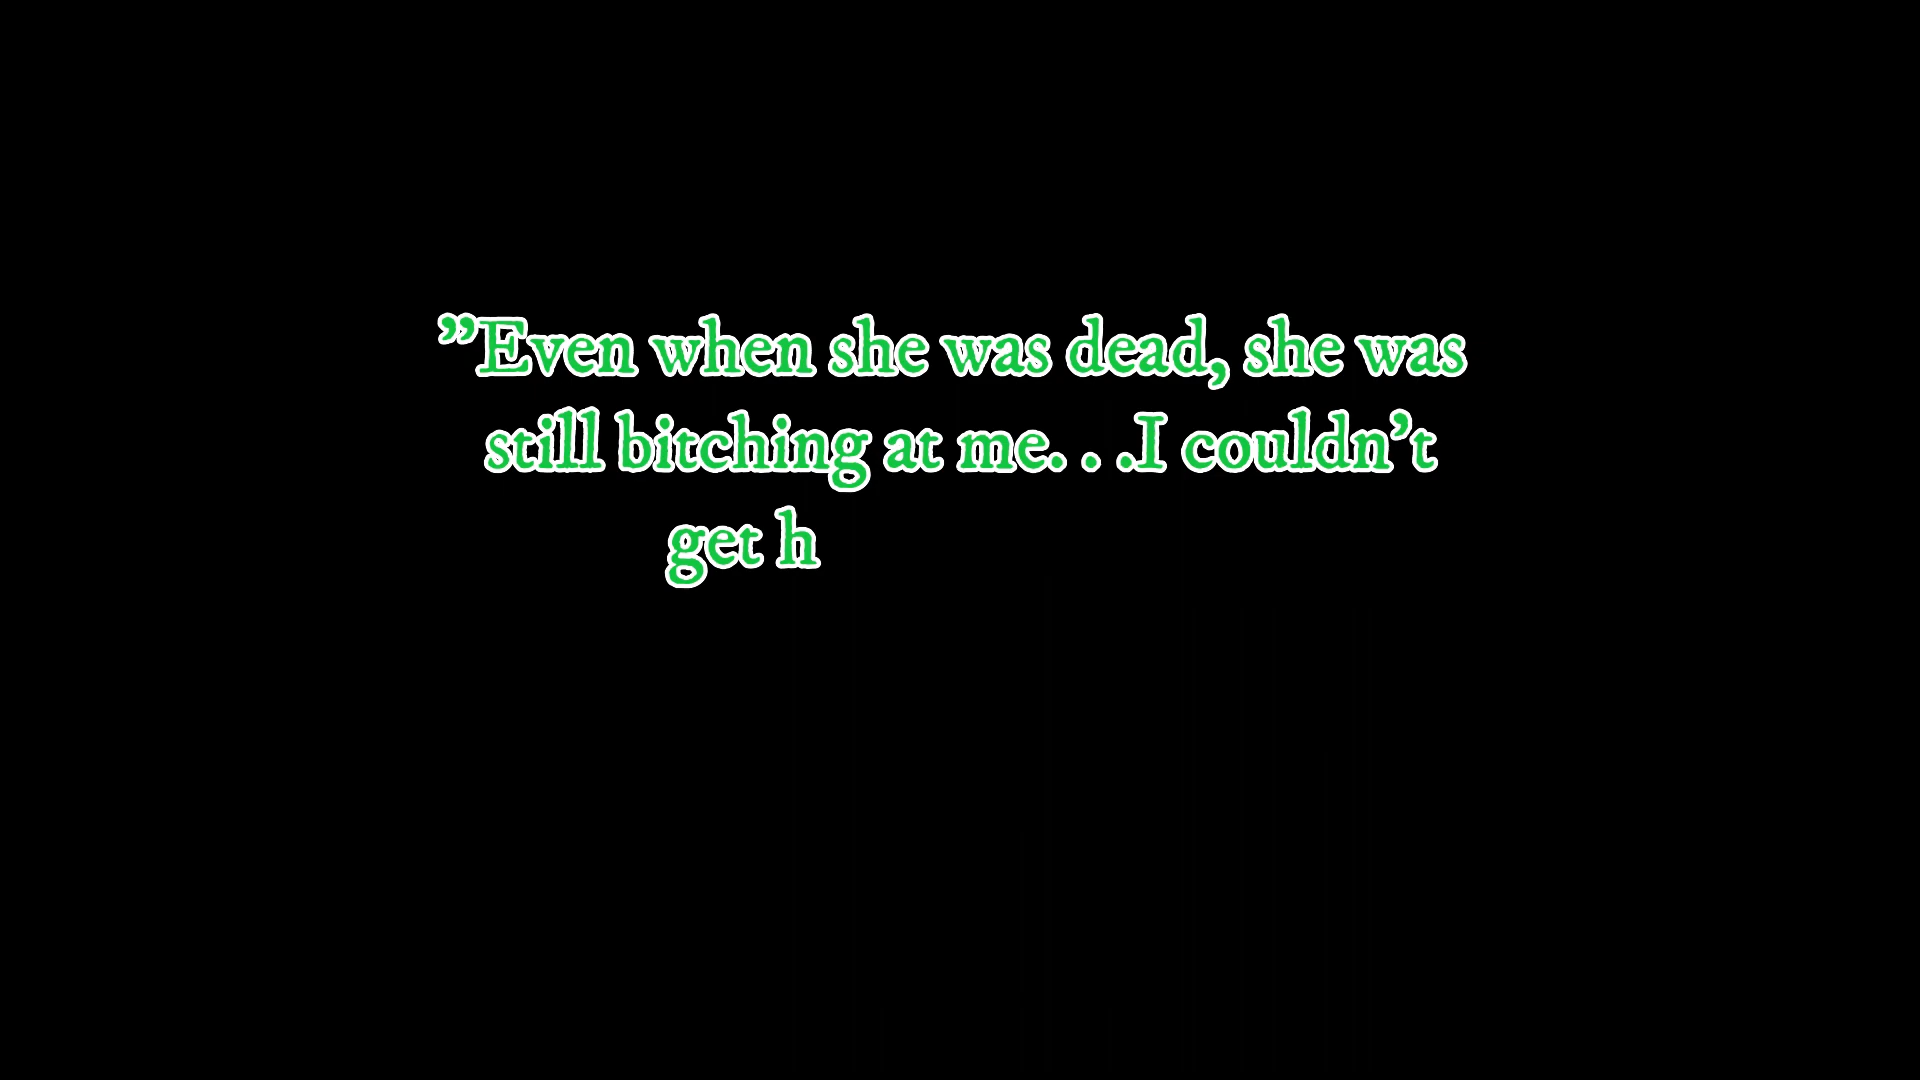 ”Even when she was dead, she was
still bitching at me. . .I couldn’t
get h